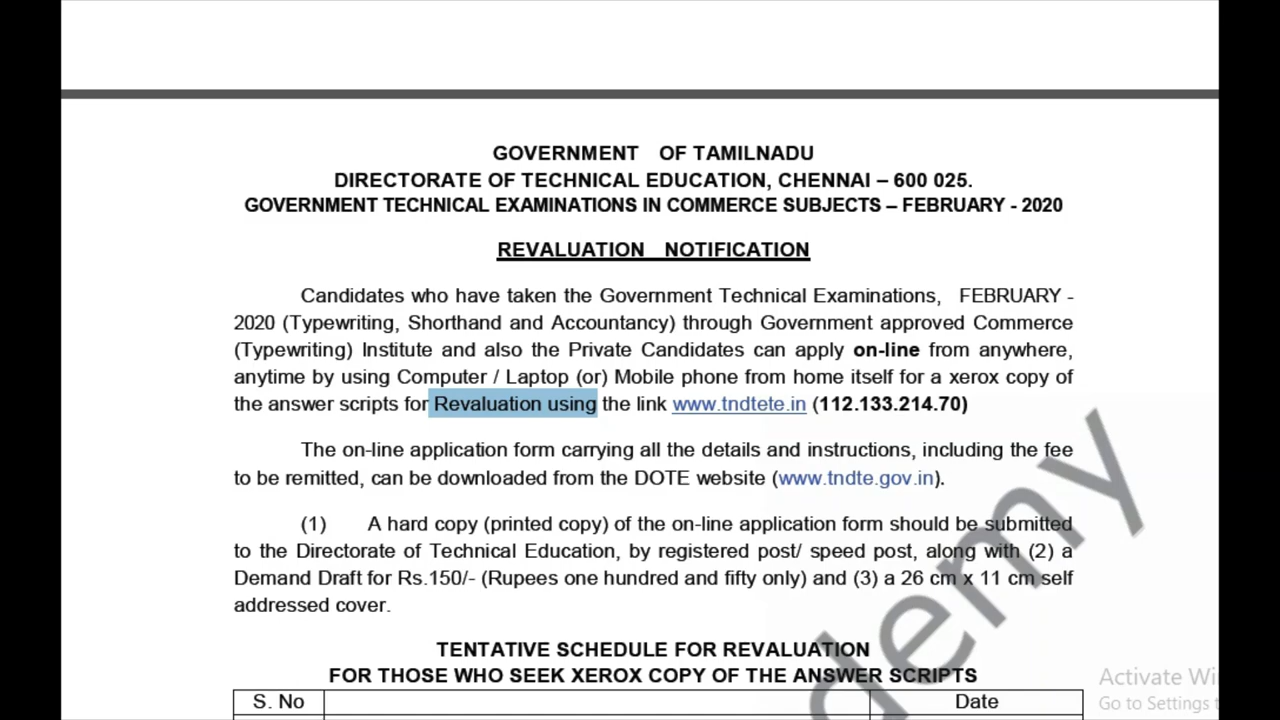 GOVERNMENT OF TAMILNADU
DIRECTORATE OF TECHNICAL EDUCATION, CHENNAI – 600 025.
GOVERNMENT TECHNICAL EXAMINATIONS IN COMMERCE SUBJECTS – FEBRUARY - 2020
REVALUATION NOTIFICATION
Candidates who have taken the Government Technical Examinations, FEBRUARY -
2020 (Typewriting, Shorthand and Accountancy) through Government approved Commerce
(Typewriting) Institute and also the Private Candidates can apply on-line from anywhere,
anytime by using Computer / Laptop (or) Mobile phone from home itself for a xerox copy of
the answer scripts for Revaluation using the link www.tndtete.in (112.133.214.70)
The on-line application form carrying all the details and instructions, including the fee
to be remitted, can be downloaded from the DOTE website (www.tndte.gov.in).
(1) A hard copy (printed copy) of the on-line application form should be submitted
to the Directorate of Technical Education, by registered post/ speed post, along with (2) a
Demand Draft for Rs.150/- (Rupees one hundred and fifty only) and (3) a 26 cm x 11 cm self
addressed cover.
TENTATIVE SCHEDULE FOR REVALUATION
FOR THOSE WHO SEEK XEROX COPY OF THE ANSWER SCRIPTS
S. No Date
demy
Activate Wi
Go to Settings t